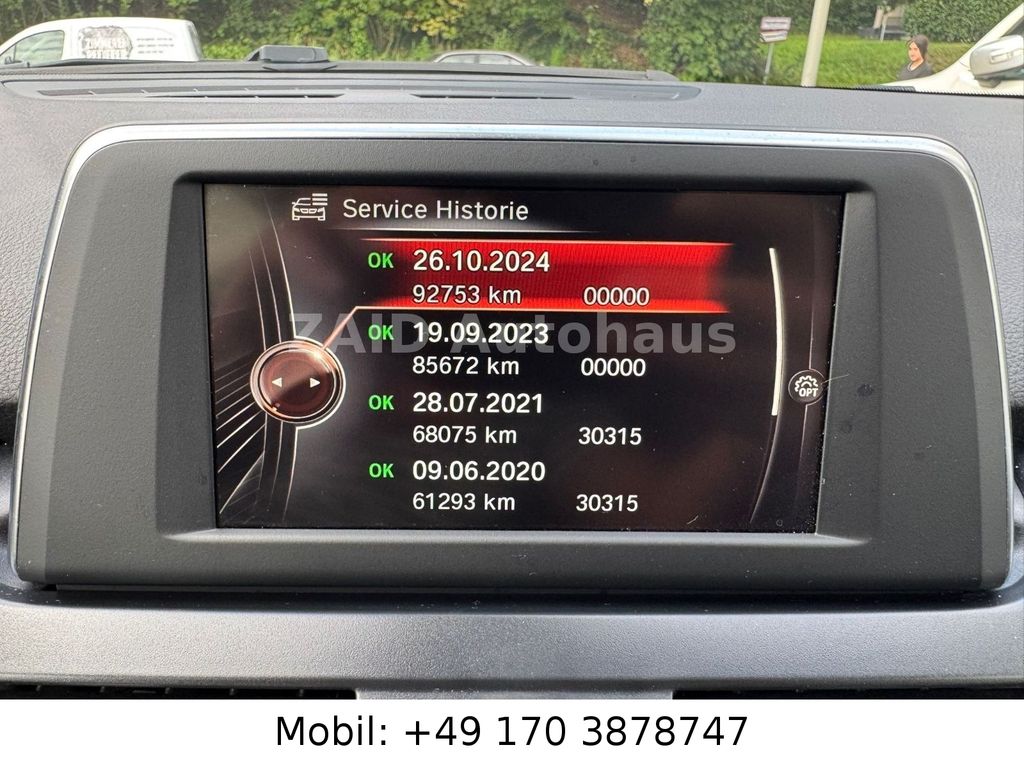 Service Historie
OK 26.10.2024
92753 km 00000
ZAID Autohaus
OK 19.09.2023
85672 km 00000
OPT
OK 28.07.2021
68075 km 30315
OK 09.06.2020
61293 km 30315
Mobil: +49 170 3878747